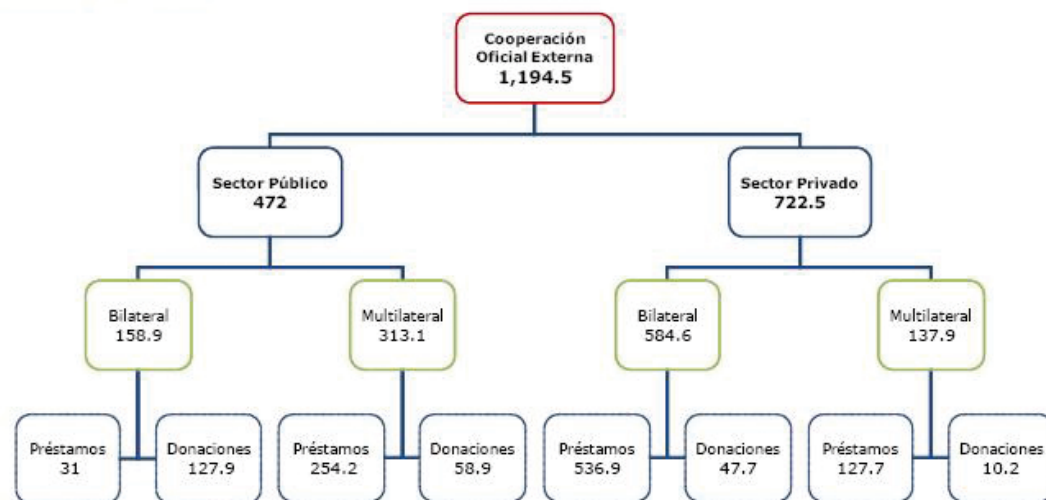 Cooperación
Oficial Externa
1,194.5
Sector Público
472
Sector Privado
722.5
Bilateral
158.9
Multilateral
313.1
Bilateral
584.6
Multilateral
137.9
Préstamos
31
Donaciones
127.9
Préstamos
254.2
Donaciones
58.9
Préstamos
536.9
Donaciones
47.7
Préstamos
127.7
Donaciones
10.2